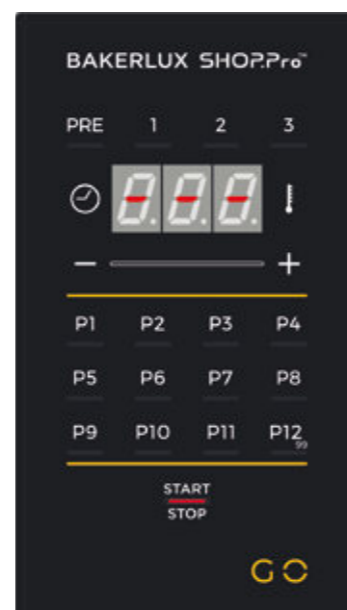 BAKERLUX SHOP.Pro™
PRE 1 2 3
- - -
− +
P1 P2 P3 P4
P5 P6 P7 P8
P9 P10 P11 P12
99
START
STOP
GO